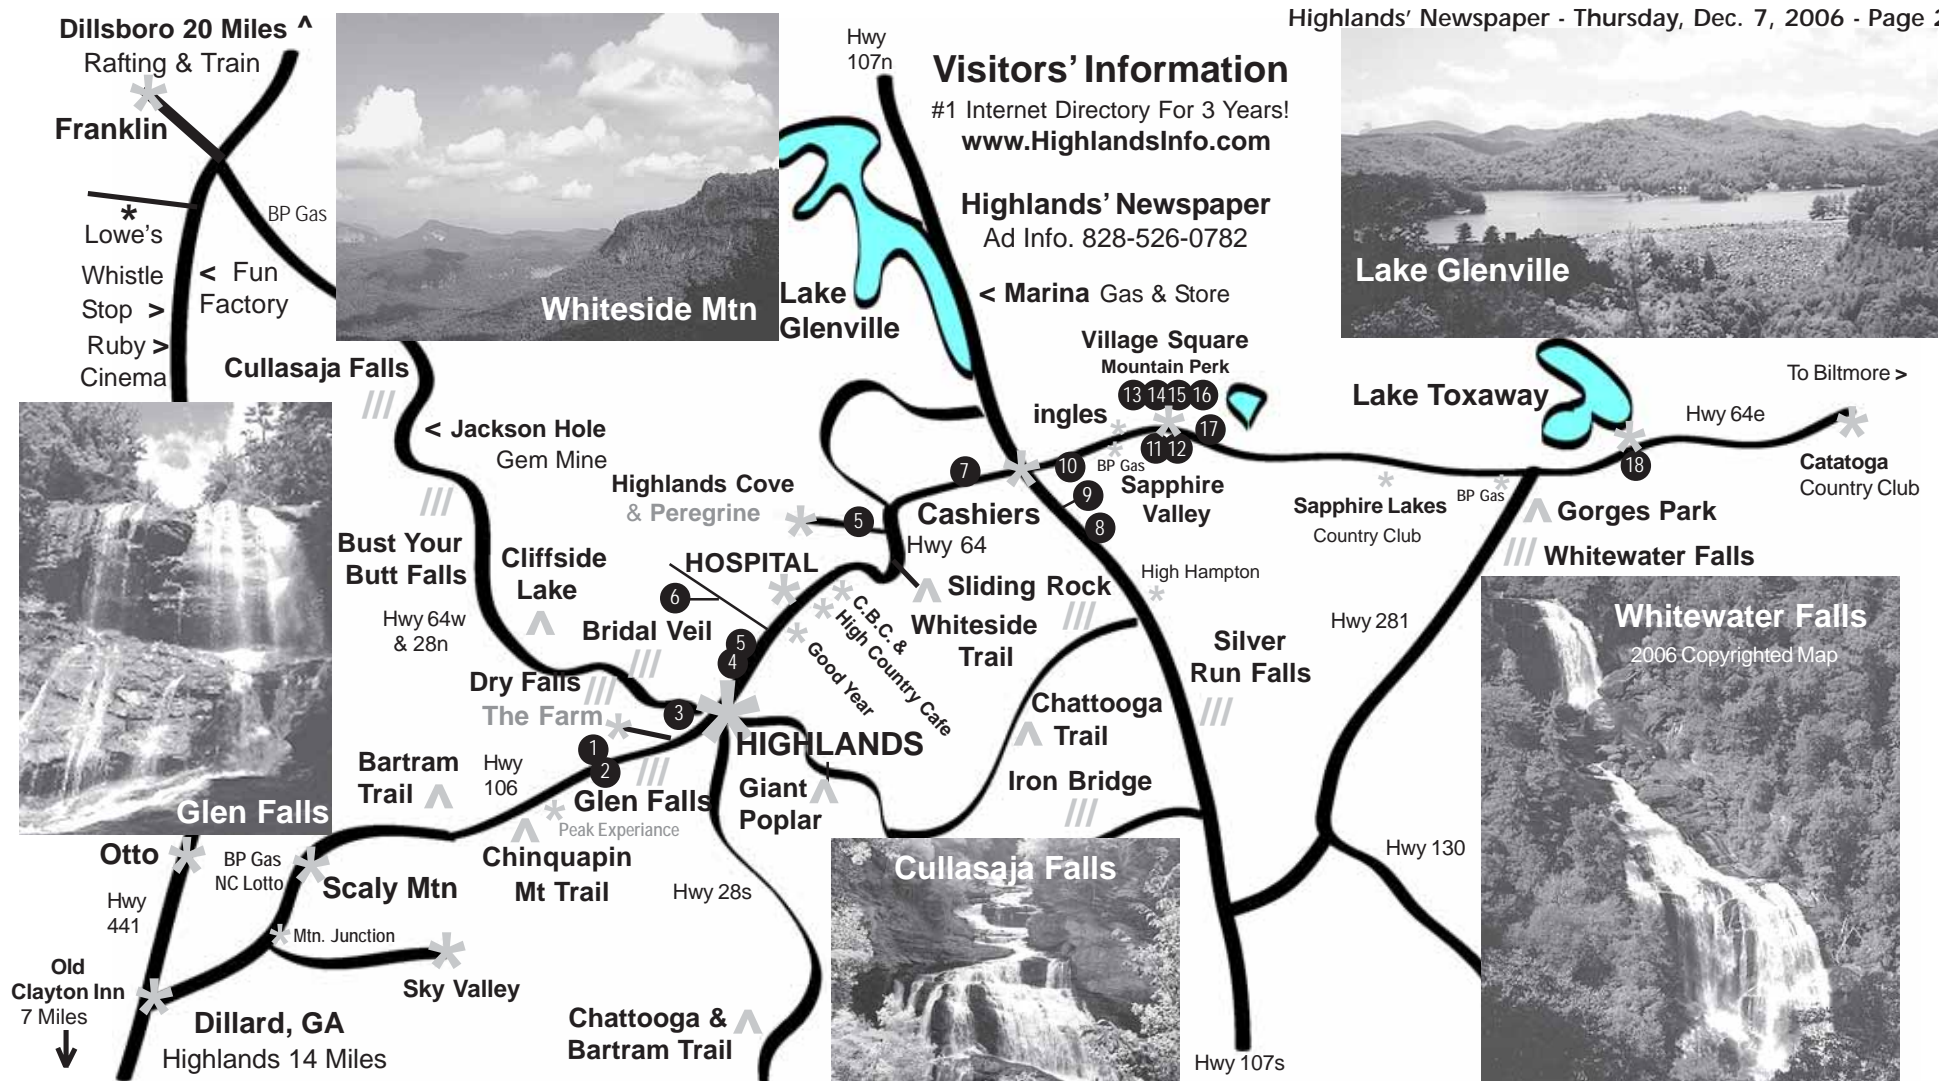 Highlands' Newspaper - Thursday, Dec. 7, 2006 - Page 2
Dillsboro 20 Miles ^
Rafting & Train
Franklin
BP Gas
*
Lowe's
Whistle
Stop >
< Fun
Factory
Ruby >
Cinema
Whiteside Mtn
Hwy
107n
Visitors' Information
#1 Internet Directory For 3 Years!
www.HighlandsInfo.com
Highlands' Newspaper
Ad Info. 828-526-0782
Lake
Glenville
< Marina Gas & Store
Lake Glenville
Village Square
Mountain Perk
13 14 15 16
ingles
17
11 12
BP Gas
10
Sapphire
Valley
9
8
7
Cashiers
Hwy 64
Lake Toxaway
To Biltmore >
Hwy 64e
18
Catatoga
Country Club
Sapphire Lakes
Country Club
BP Gas
Gorges Park
Whitewater Falls
Cullasaja Falls
< Jackson Hole
Gem Mine
Highlands Cove
& Peregrine
5
Bust Your
Butt Falls
Cliffside
Lake
HOSPITAL
6
Hwy 64w
& 28n
Bridal Veil
5
4
C.B.C. &
High Country Cafe
Good Year
Sliding Rock
Whiteside
Trail
High Hampton
Silver
Run Falls
Hwy 281
Whitewater Falls
2006 Copyrighted Map
Dry Falls
The Farm
3
HIGHLANDS
1
2
Bartram
Trail
Hwy
106
Glen Falls
Peak Experiance
Chinquapin
Mt Trail
Giant
Poplar
Chattooga
Trail
Iron Bridge
Glen Falls
Otto
BP Gas
NC Lotto
Scaly Mtn
Hwy
441
Mtn. Junction
Sky Valley
Old
Clayton Inn
7 Miles
Dillard, GA
Highlands 14 Miles
Hwy 28s
Cullasaja Falls
Hwy 130
Chattooga &
Bartram Trail
Hwy 107s